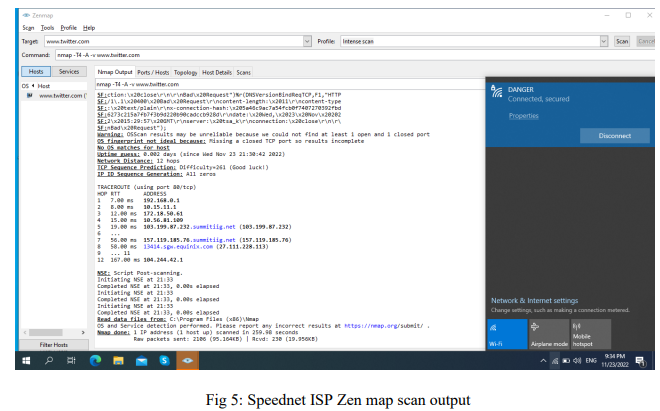 Zenmap
Scan Tools Profile Help
Target: www.twitter.com Profile: Intense scan Scan Cancel
Command: nmap -T4 -A -v www.twitter.com
Hosts Services Nmap Output Ports / Hosts Topology Host Details Scans
OS Host nmap -T4 -A -v www.twitter.com
www.twitter.com (
SF:ction:\x20close\r\n\r\nBad\x20Request")%r(DNSVersionBindReqTCP,F1,"HTTP
SF:/1\.1\x20400\x20Bad\x20Request\r\ncontent-length:\x2011\r\ncontent-type
SF::\x20text/plain\r\nx-connection-hash:\x20
SF:\r\ndate:\x20Wed,\x2023\x20Nov\x20202
SF:2\x2015:29:57\x20GMT\r\nserver:\x20tsa_k\r\nconnection:\x20close\r\n\r\
SF:nBad\x20Request");
Warning: OSScan results may be unreliable because we could not find at least 1 open and 1 closed port
OS fingerprint not ideal because: Missing a closed TCP port so results incomplete
No OS matches for host
Uptime guess: 0.002 days (since Wed Nov 23 21:30:42 2022)
Network Distance: 12 hops
TCP Sequence Prediction: Difficulty=261 (Good luck!)
IP ID Sequence Generation: All zeros
TRACEROUTE (using port 80/tcp)
HOP RTT ADDRESS
1 7.00 ms 192.168.0.1
2 8.00 ms 10.15.11.1
3 12.00 ms 172.18.50.61
4 15.00 ms 10.56.81.109
5 19.00 ms 103.199.87.232.summitiig.net (103.199.87.232)
6 ...
7 56.00 ms 157.119.185.76.summitiig.net (157.119.185.76)
8 58.00 ms 13414.sgw.equinix.com (27.111.228.113)
9 ... 11
12 167.00 ms 104.244.42.1
NSE: Script Post-scanning.
Initiating NSE at 21:33
Completed NSE at 21:33, 0.00s elapsed
Initiating NSE at 21:33
Completed NSE at 21:33, 0.00s elapsed
Initiating NSE at 21:33
Completed NSE at 21:33, 0.00s elapsed
Read data files from: C:\Program Files (x86)\Nmap
OS and Service detection performed. Please report any incorrect results at https://nmap.org/submit/ .
Nmap done: 1 IP address (1 host up) scanned in 259.98 seconds
Raw packets sent: 2106 (95.164KB) | Rcvd: 230 (19.956KB)
Filter Hosts
DANGER
Connected, secured
Properties
Disconnect
Network & Internet settings
Change settings, such as making a connection metered.
Wi-Fi Airplane mode Mobile hotspot
ENG 9:34 PM
11/23/2022
Fig 5: Speednet ISP Zen map scan output